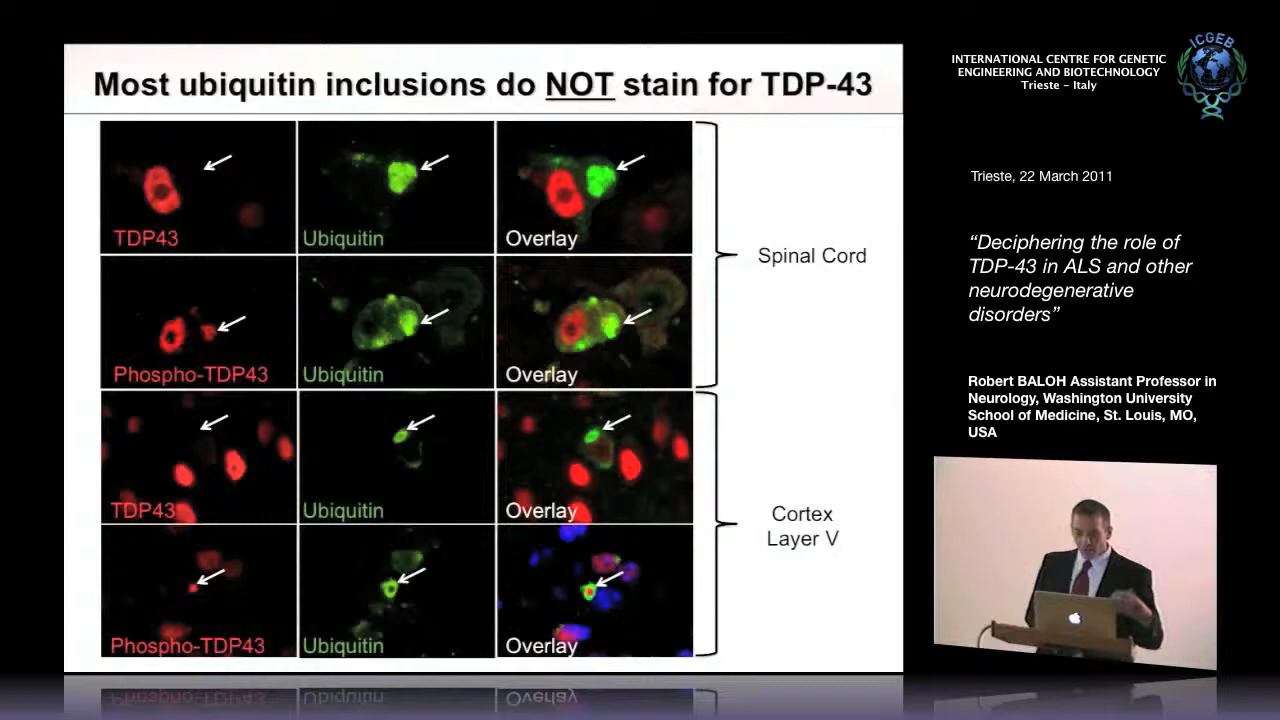 Most ubiquitin inclusions do NOT stain for TDP-43
TDP43
Ubiquitin
Overlay
Spinal Cord
Phospho-TDP43
Ubiquitin
Overlay
TDP43
Ubiquitin
Overlay
Cortex
Layer V
Phospho-TDP43
Ubiquitin
Overlay
INTERNATIONAL CENTRE FOR GENETIC
ENGINEERING AND BIOTECHNOLOGY
Trieste - Italy
ICGEB
Trieste, 22 March 2011
“Deciphering the role of
TDP-43 in ALS and other
neurodegenerative
disorders”
Robert BALOH Assistant Professor in
Neurology, Washington University
School of Medicine, St. Louis, MO,
USA